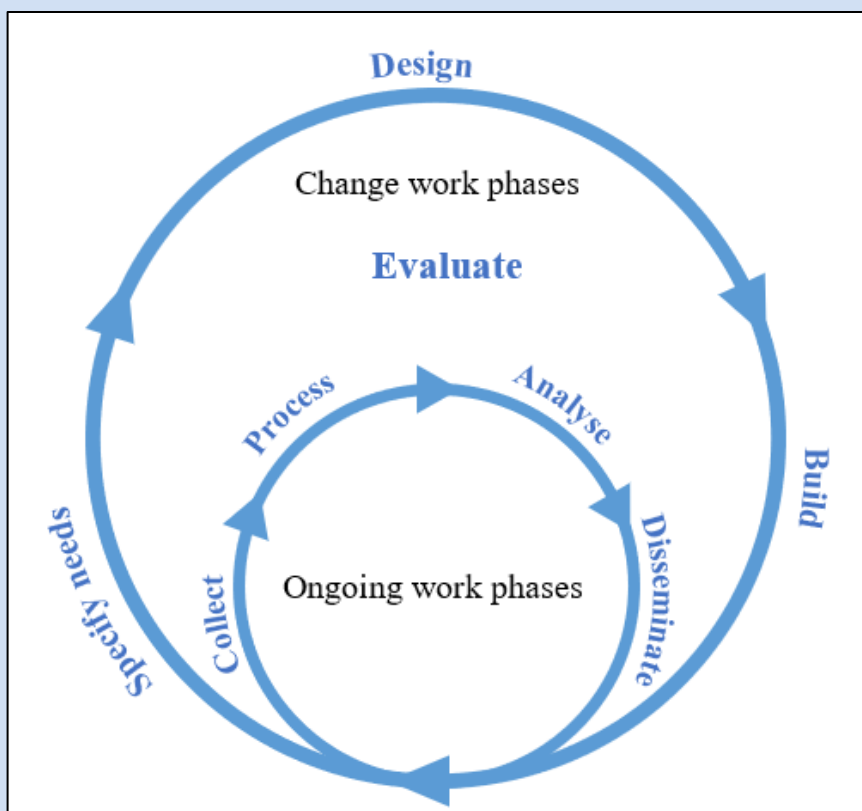 Design
Change work phases
Evaluate
Process
Analyse
Build
Specify needs
Collect
Ongoing work phases
Disseminate